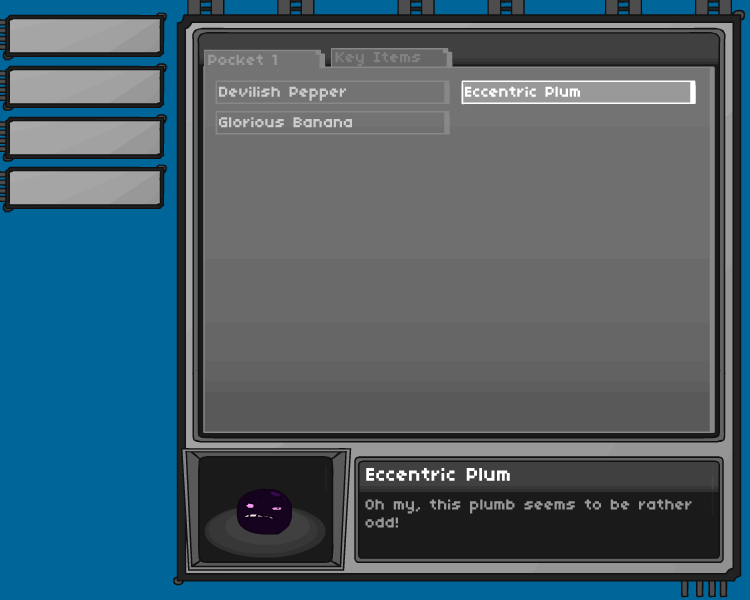 Pocket 1
Key Items
Devilish Pepper
Eccentric Plum
Glorious Banana
Eccentric Plum
Oh my, this plumb seems to be rather
odd!